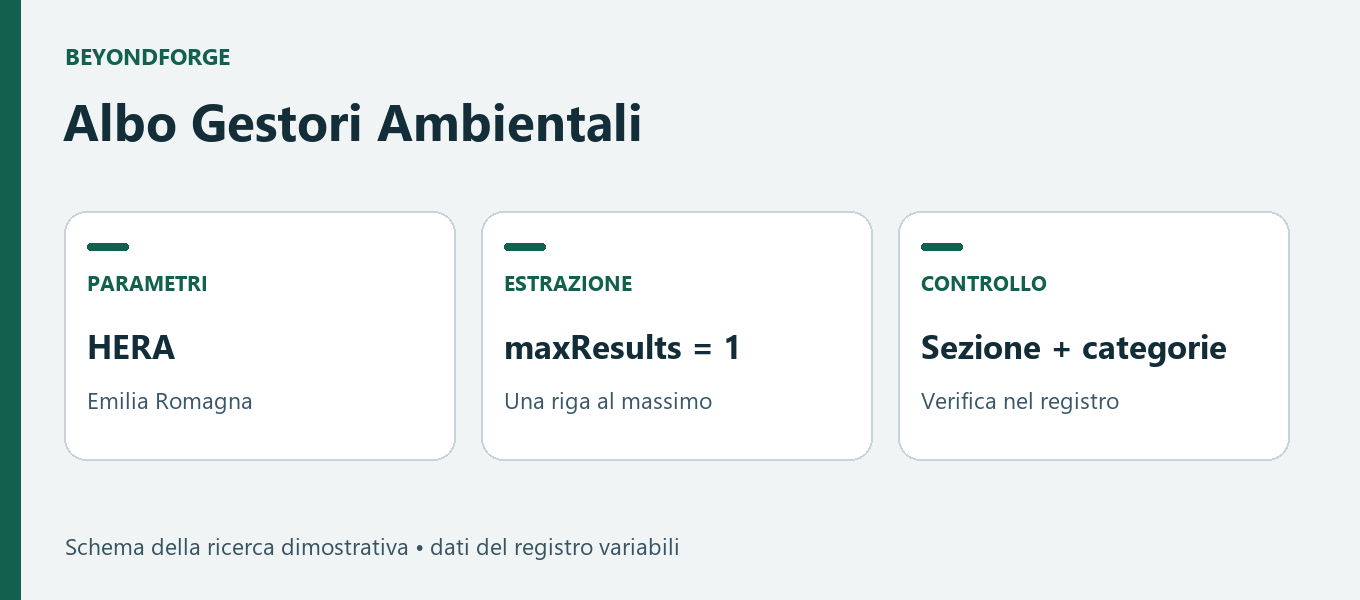 BEYONDFORGE
Albo Gestori Ambientali
PARAMETRI
HERA
Emilia Romagna
ESTRAZIONE
maxResults = 1
Una riga al massimo
CONTROLLO
Sezione + categorie
Verifica nel registro
Schema della ricerca dimostrativa • dati del registro variabili